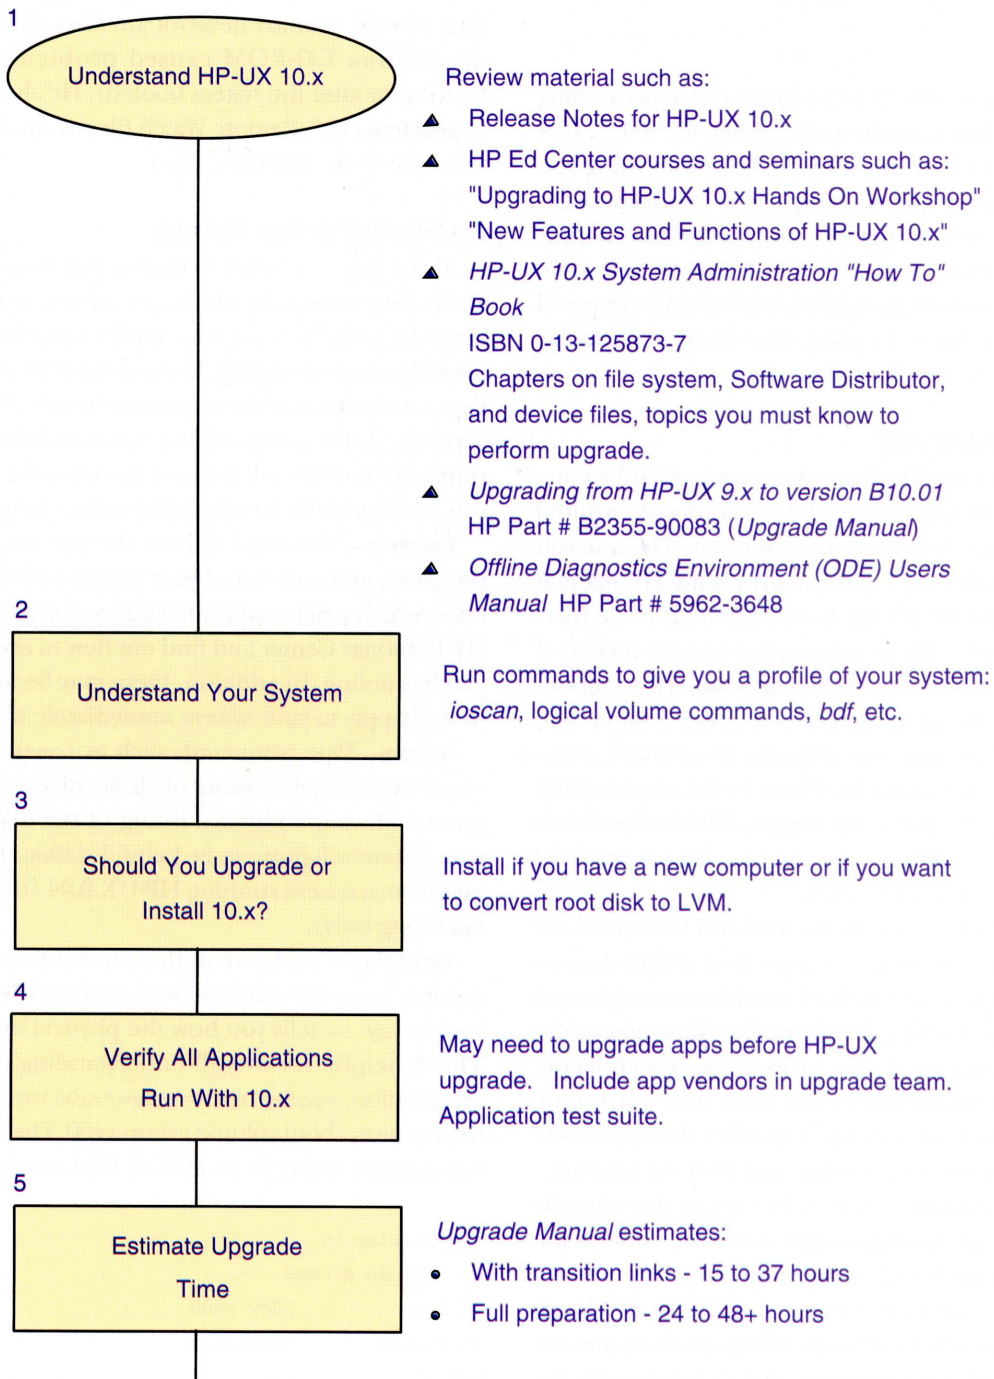 1
Understand HP-UX 10.x
Review material such as:
Release Notes for HP-UX 10.x
HP Ed Center courses and seminars such as:
"Upgrading to HP-UX 10.x Hands On Workshop"
"New Features and Functions of HP-UX 10.x"
HP-UX 10.x System Administration "How To"
Book
ISBN 0-13-125873-7
Chapters on file system, Software Distributor,
and device files, topics you must know to
perform upgrade.
Upgrading from HP-UX 9.x to version B10.01
HP Part # B2355-90083 (Upgrade Manual)
Offline Diagnostics Environment (ODE) Users
Manual HP Part # 5962-3648
2
Understand Your System
Run commands to give you a profile of your system:
ioscan, logical volume commands, bdf, etc.
3
Should You Upgrade or
Install 10.x?
Install if you have a new computer or if you want
to convert root disk to LVM.
4
Verify All Applications
Run With 10.x
May need to upgrade apps before HP-UX
upgrade. Include app vendors in upgrade team.
Application test suite.
5
Estimate Upgrade
Time
Upgrade Manual estimates:
With transition links - 15 to 37 hours
Full preparation - 24 to 48+ hours